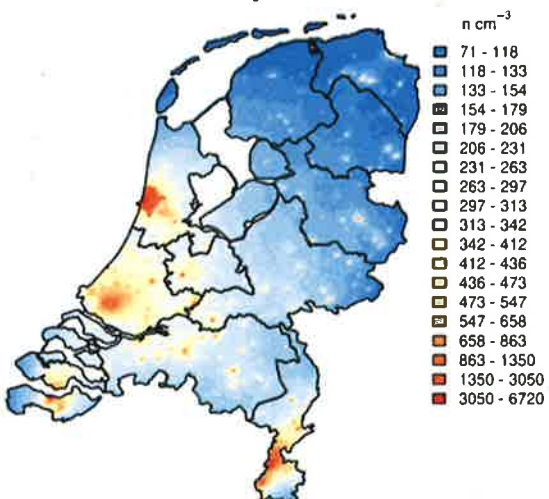 n cm⁻³
71 - 118
118 - 133
133 - 154
154 - 179
179 - 206
206 - 231
231 - 263
263 - 297
297 - 313
313 - 342
342 - 412
412 - 436
436 - 473
473 - 547
547 - 658
658 - 863
863 - 1350
1350 - 3050
3050 - 6720